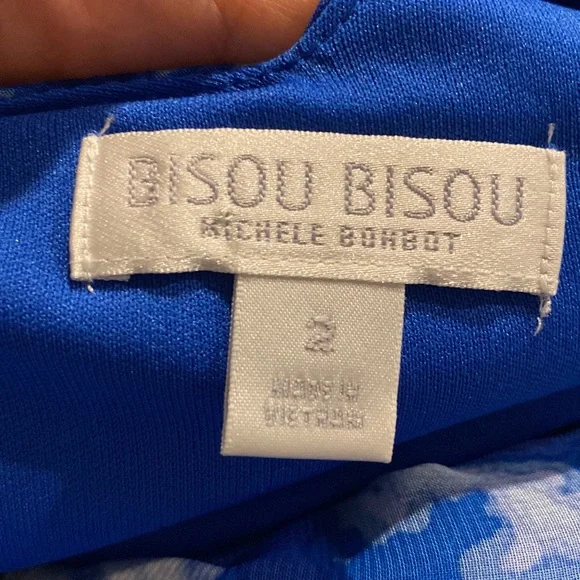 BISOU BISOU
MICHELE BOHBOT
2
MADE IN
VIETNAM